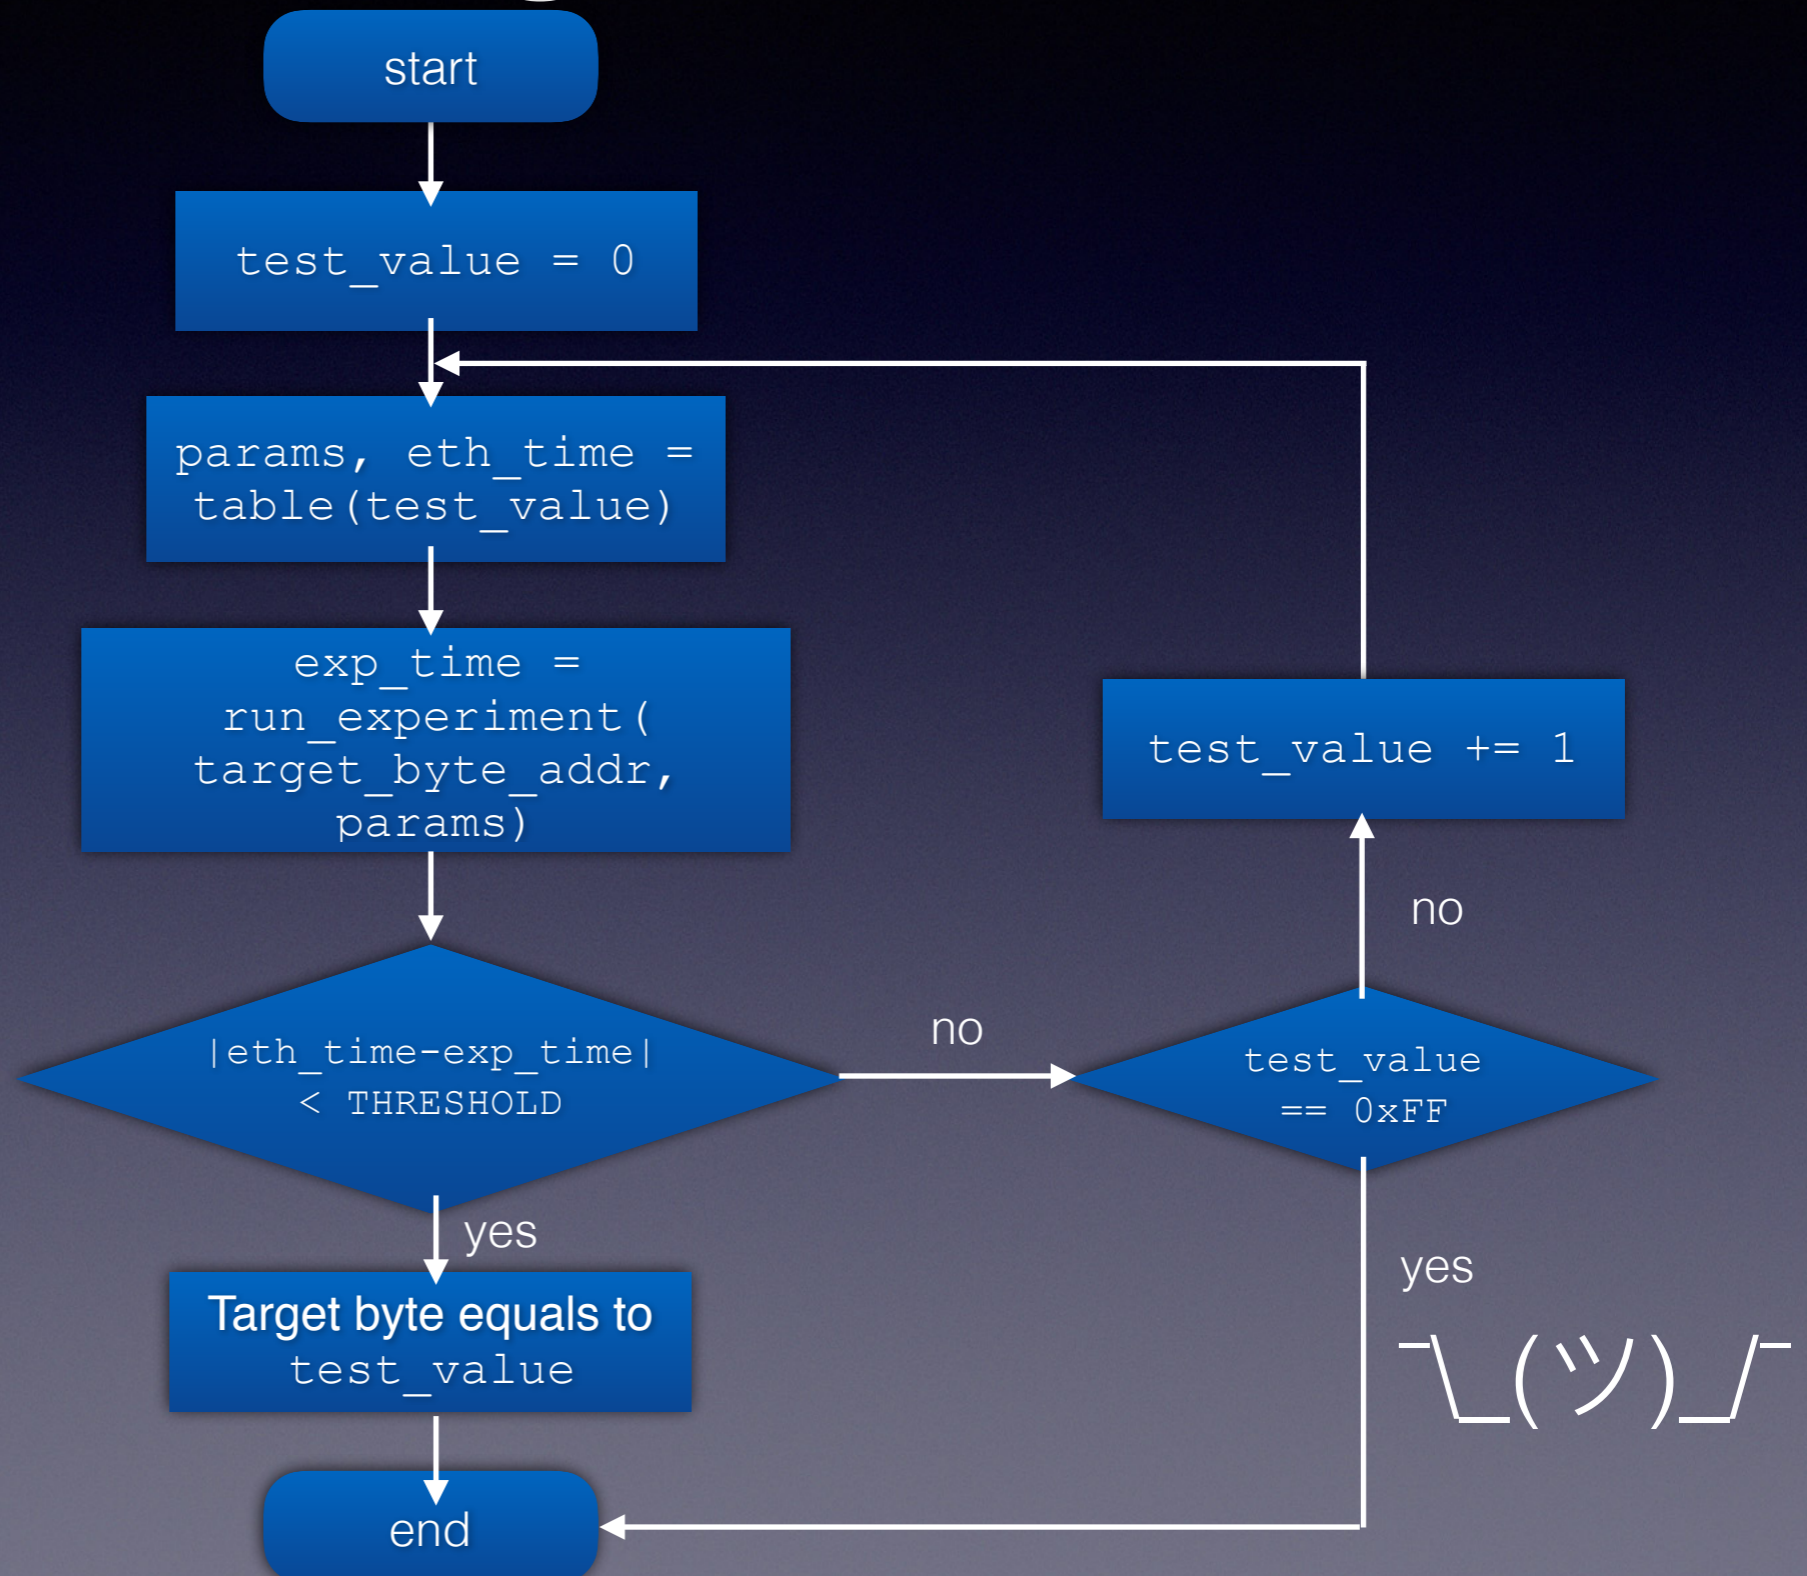 start
test_value = 0
params, eth_time =
table(test_value)
exp_time =
run_experiment(
target_byte_addr,
params)
|eth_time-exp_time|
< THRESHOLD
no
test_value
== 0xFF
no
test_value += 1
yes
Target byte equals to
test_value
yes
¯\_(ツ)_/¯
end